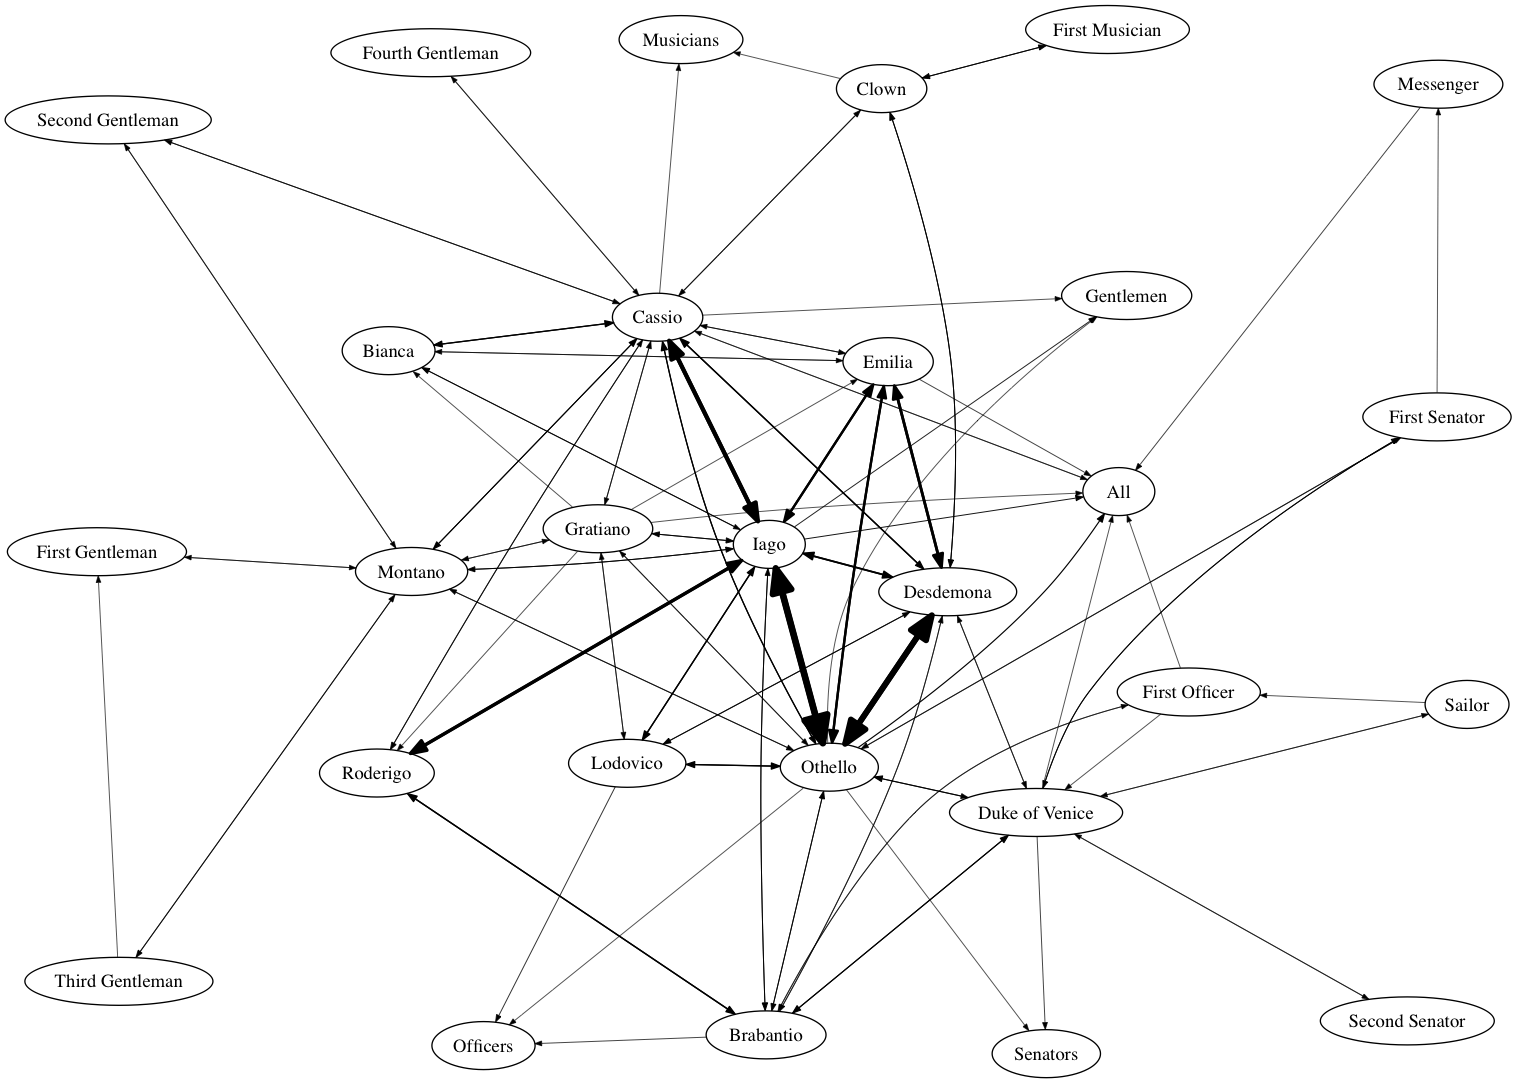 First Musician
Musicians
Fourth Gentleman
Clown
Messenger
Second Gentleman
Gentlemen
Cassio
Bianca
Emilia
First Senator
All
Gratiano
Iago
First Gentleman
Montano
Desdemona
First Officer
Sailor
Lodovico
Othello
Roderigo
Duke of Venice
Third Gentleman
Second Senator
Brabantio
Officers
Senators